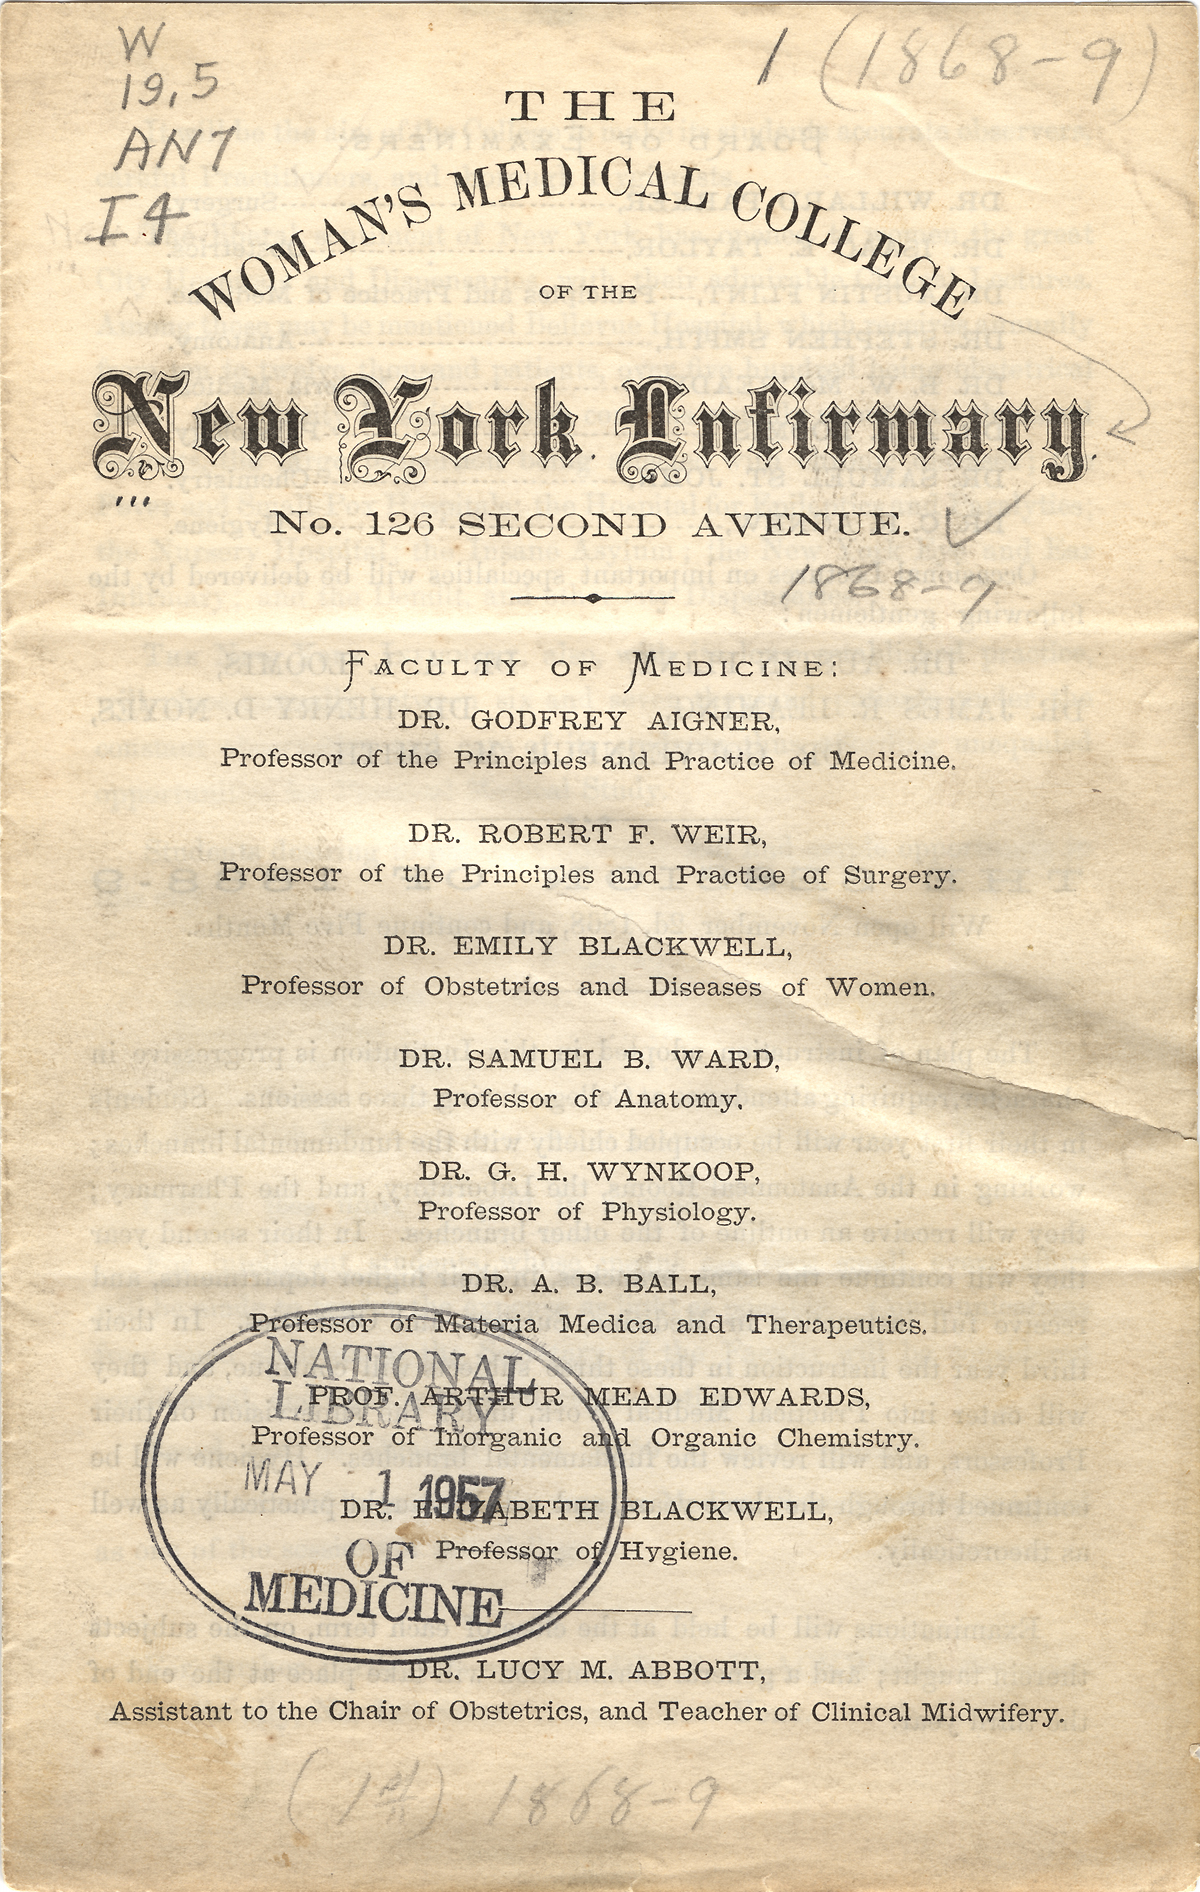 W
19.5
AN7
I4
1 (1868-9)
THE
WOMAN'S MEDICAL COLLEGE
OF THE
New York Infirmary.
No. 126 SECOND AVENUE.
1868-9
FACULTY OF MEDICINE:
DR. GODFREY AIGNER,
Professor of the Principles and Practice of Medicine.
DR. ROBERT F. WEIR,
Professor of the Principles and Practice of Surgery.
DR. EMILY BLACKWELL,
Professor of Obstetrics and Diseases of Women.
DR. SAMUEL B. WARD,
Professor of Anatomy.
DR. G. H. WYNKOOP,
Professor of Physiology.
DR. A. B. BALL,
Professor of Materia Medica and Therapeutics.
PROF. ARTHUR MEAD EDWARDS,
Professor of Inorganic and Organic Chemistry.
DR. ELIZABETH BLACKWELL,
Professor of Hygiene.
NATIONAL
LIBRARY
MAY 1 1957
OF
MEDICINE
DR. LUCY M. ABBOTT,
Assistant to the Chair of Obstetrics, and Teacher of Clinical Midwifery.
(1st) 1868-9